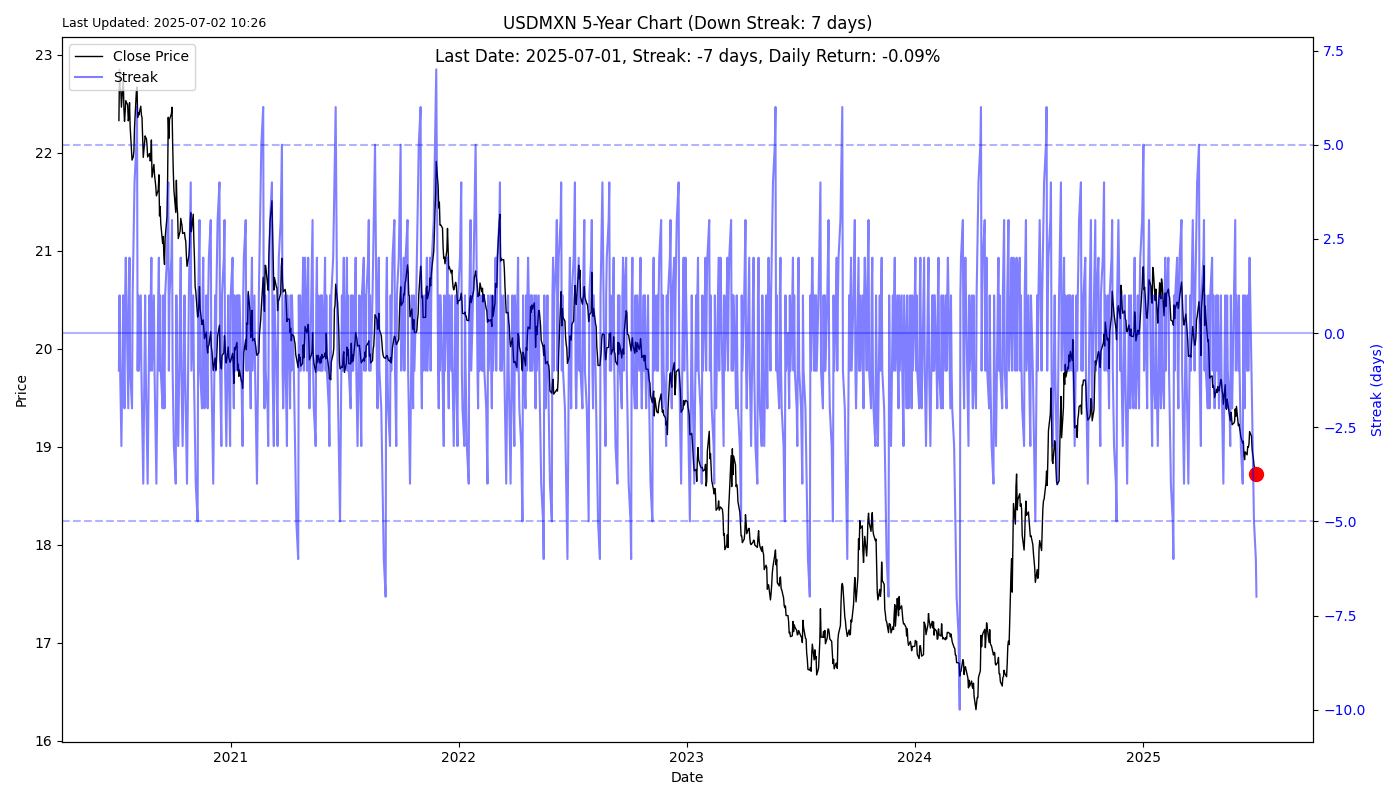 Last Updated: 2025-07-02 10:26
USDMXN 5-Year Chart (Down Streak: 7 days)
Last Date: 2025-07-01, Streak: -7 days, Daily Return: -0.09%
Close Price
Streak
23
22
21
20
19
18
17
16
Price
7.5
5.0
2.5
0.0
−2.5
−5.0
−7.5
−10.0
Streak (days)
2021
2022
2023
2024
2025
Date